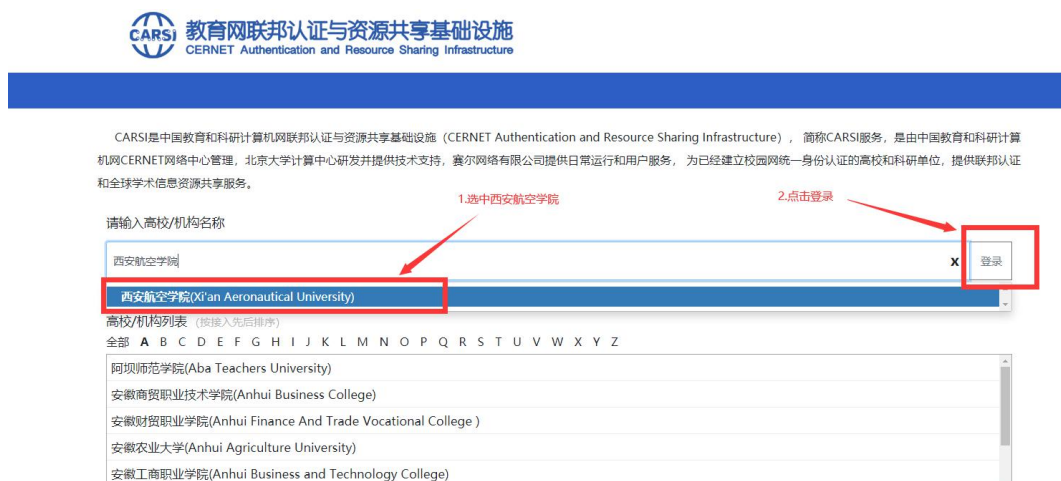 CARSI
教育网联邦认证与资源共享基础设施
CERNET Authentication and Resource Sharing Infrastructure
CARSI是中国教育和科研计算机网联邦认证与资源共享基础设施（CERNET Authentication and Resource Sharing Infrastructure）， 简称CARSI服务，是由中国教育和科研计算
机网CERNET网络中心管理，北京大学计算中心研发并提供技术支持，赛尔网络有限公司提供日常运行和用户服务， 为已经建立校园网统一身份认证的高校和科研单位，提供联邦认证
和全球学术信息资源共享服务。
1.选中西安航空学院
2.点击登录
请输入高校/机构名称
西安航空学院
X
登录
西安航空学院(Xi'an Aeronautical University)
高校/机构列表 (按接入先后排序)
全部 A B C D E F G H I J K L M N O P Q R S T U V W X Y Z
阿坝师范学院(Aba Teachers University)
安徽商贸职业技术学院(Anhui Business College)
安徽财贸职业学院(Anhui Finance And Trade Vocational College )
安徽农业大学(Anhui Agriculture University)
安徽工商职业学院(Anhui Business and Technology College)